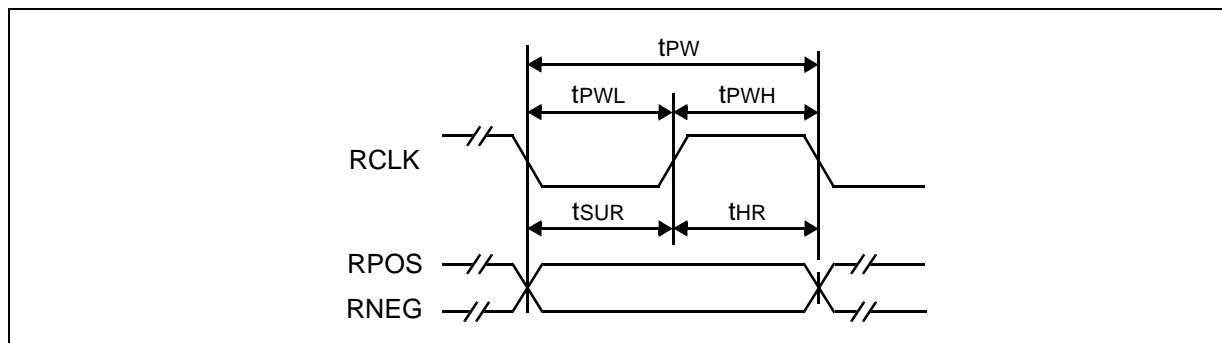 tPW
tPWL tPWH
RCLK
tSUR tHR
RPOS
RNEG